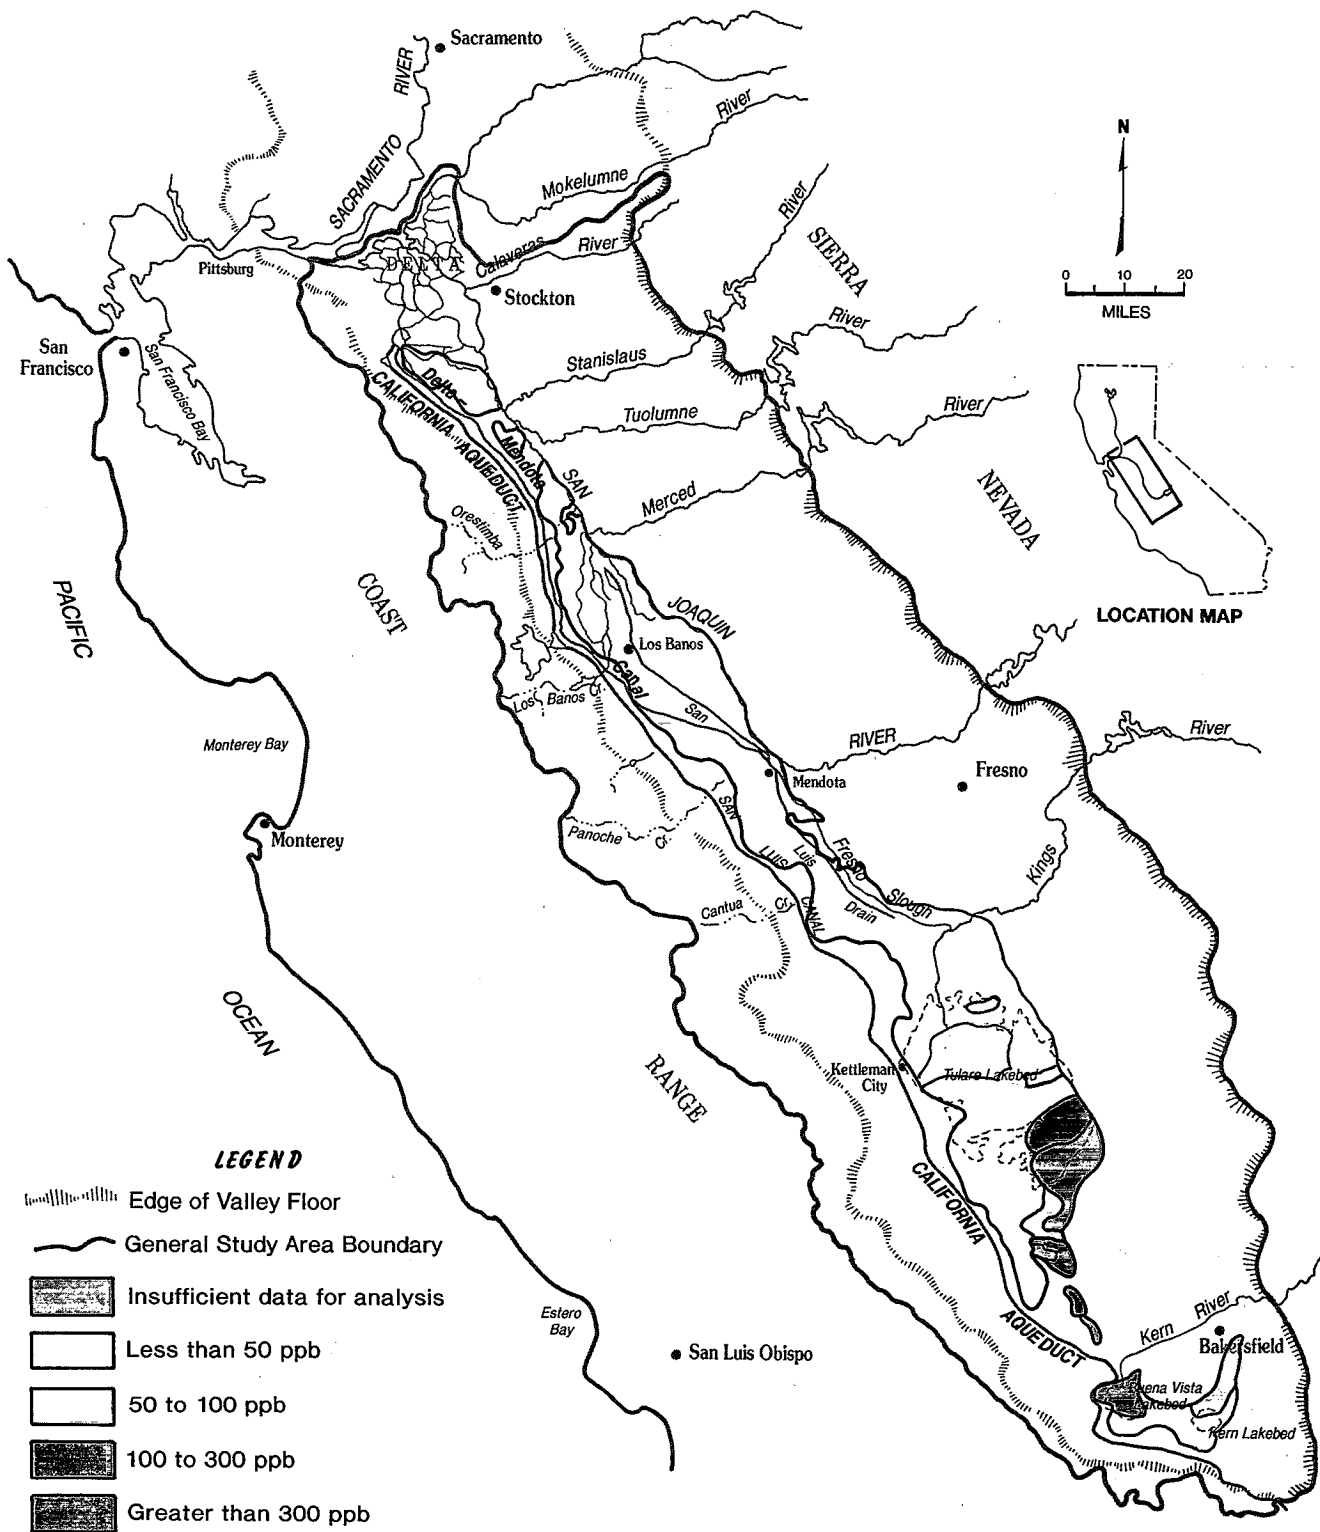 Sacramento
RIVER
SACRAMENTO
River
Mokelumne
River
SIERRA
N
Calaveras
River
DELTA
Pittsburg
Stockton
0 10 20
MILES
San
Francisco
San Francisco Bay
Stanislaus
River
Delta
CALIFORNIA
AQUEDUCT
Tuolumne
River
Mendota
SAN
Merced
NEVADA
Orestimba
LOCATION MAP
PACIFIC
COAST
JOAQUIN
Los Banos
Canal
Los Banos Cr
San
Monterey Bay
RIVER
River
Mendota
Fresno
Monterey
SAN
Panoche Cr.
LUIS
Luis
Fresno
Kings
Cantua Cr.
CANAL
Drain
Slough
OCEAN
RANGE
Kettleman
City
Tulare Lakebed
CALIFORNIA
LEGEND
Edge of Valley Floor
General Study Area Boundary
Insufficient data for analysis
Less than 50 ppb
50 to 100 ppb
100 to 300 ppb
Greater than 300 ppb
Estero
Bay
San Luis Obispo
AQUEDUCT
Kern River
Bakersfield
Buena Vista
Lakebed
Kern Lakebed